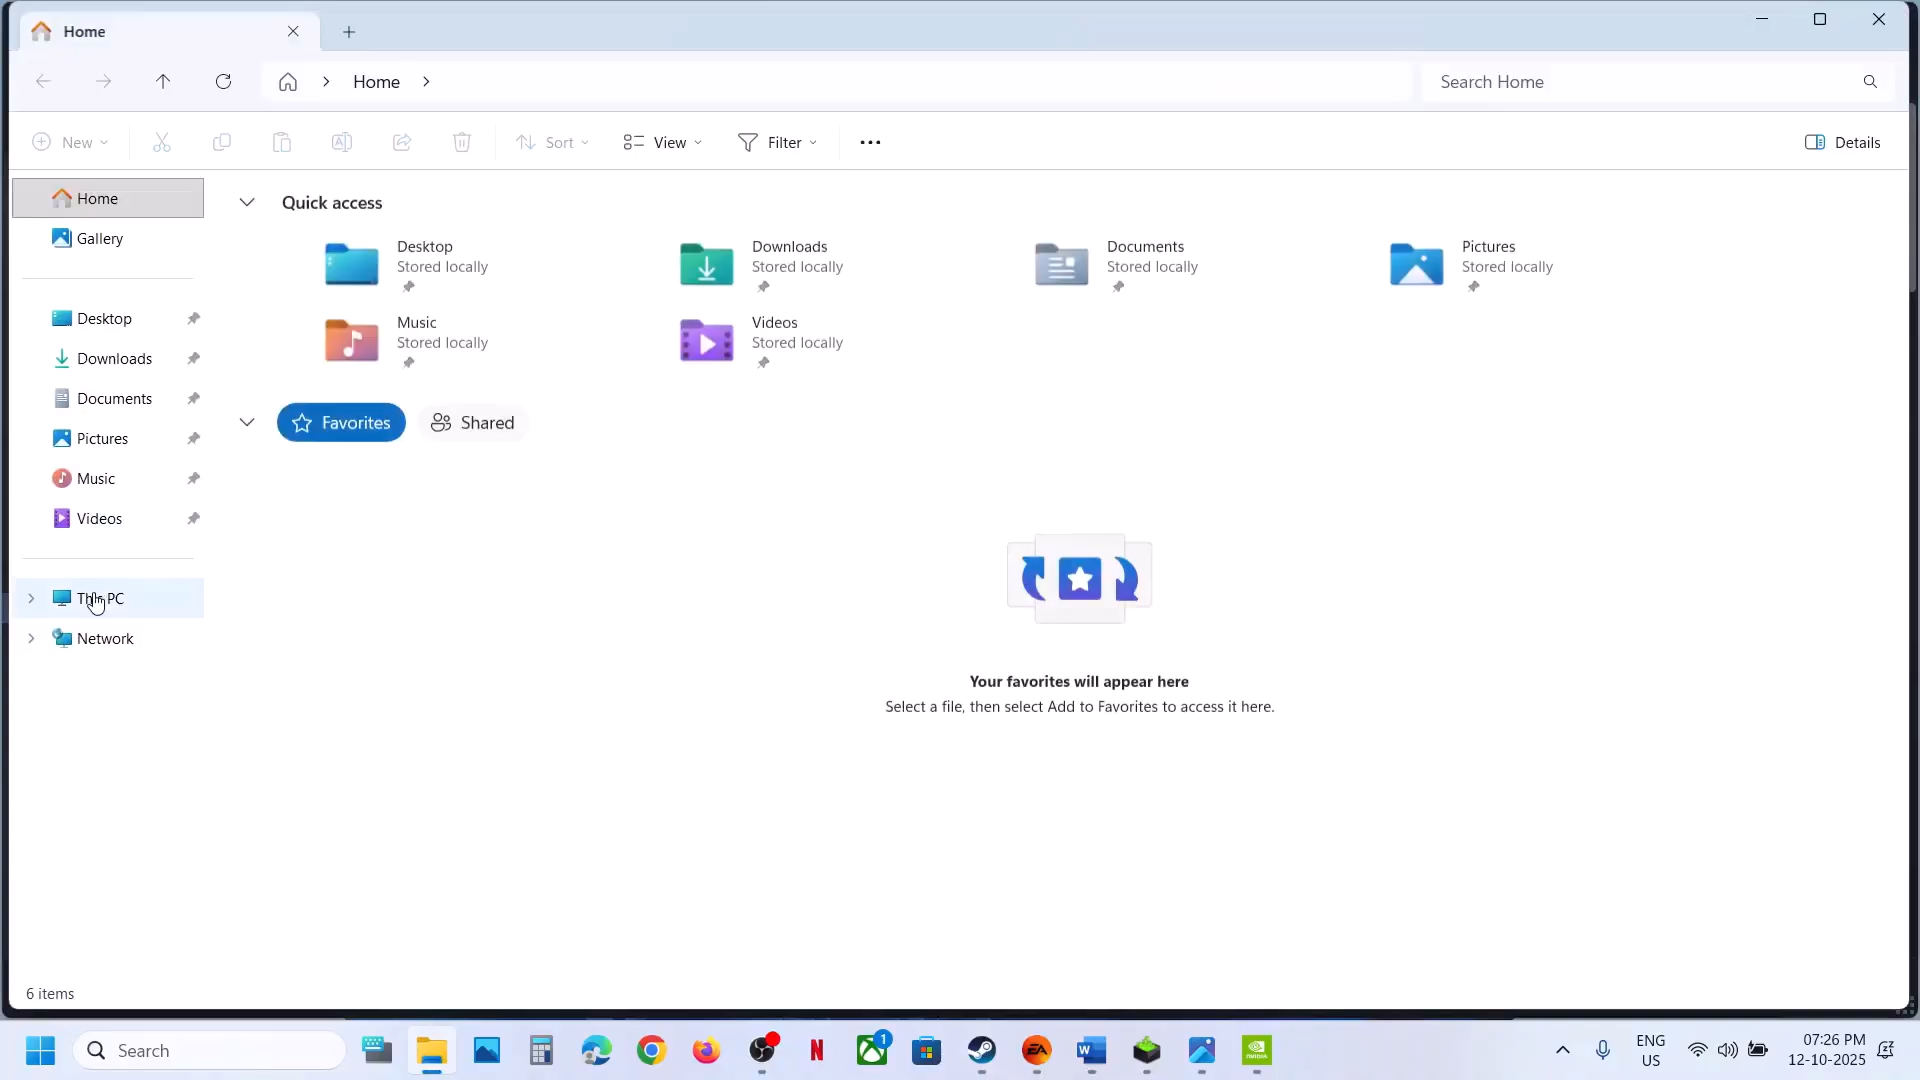 Home
Home
Search Home
New
Sort
View
Filter
Details
Home
Gallery
Desktop
Downloads
Documents
Pictures
Music
Videos
This PC
Network
Quick access
Desktop
Stored locally
Downloads
Stored locally
Documents
Stored locally
Pictures
Stored locally
Music
Stored locally
Videos
Stored locally
Favorites
Shared
Your favorites will appear here
Select a file, then select Add to Favorites to access it here.
6 items
Search
N
1
EA
W
NVIDIA
ENG
US
07:26 PM
12-10-2025